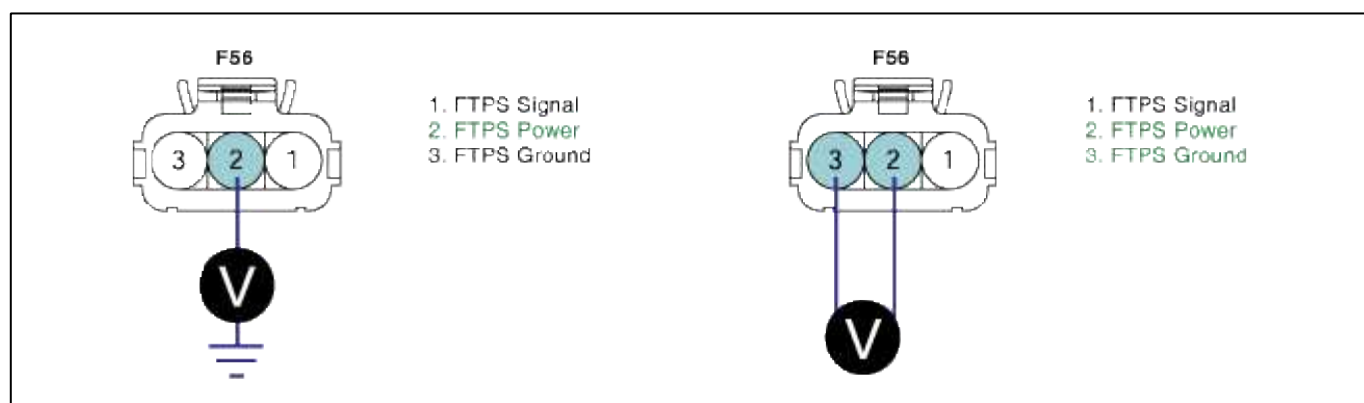 F56
3 2 1
V
1. FTPS Signal
2. FTPS Power
3. FTPS Ground
F56
3 2 1
V
1. FTPS Signal
2. FTPS Power
3. FTPS Ground